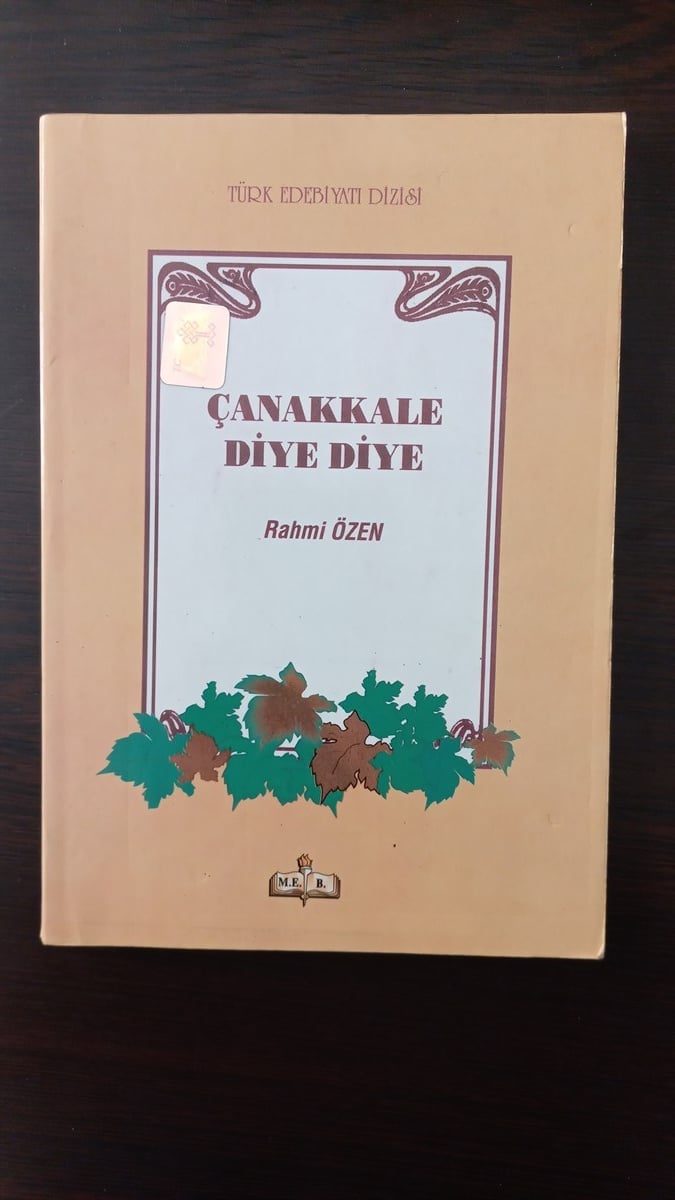 TÜRK EDEBİYATI DİZİSİ
ÇANAKKALE
DİYE DİYE
Rahmi ÖZEN
M.E. B.